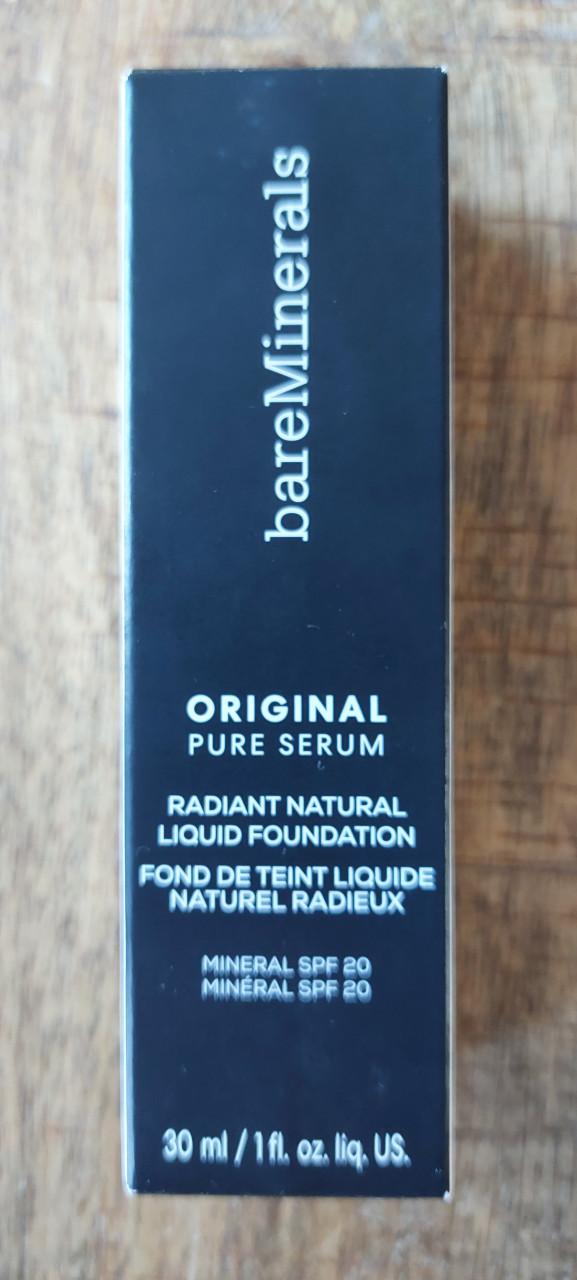 bareMinerals
ORIGINAL
PURE SERUM
RADIANT NATURAL
LIQUID FOUNDATION
FOND DE TEINT LIQUIDE
NATUREL RADIEUX
MINERAL SPF 20
MINÉRAL SPF 20
30 ml / 1 fl. oz. liq. US.